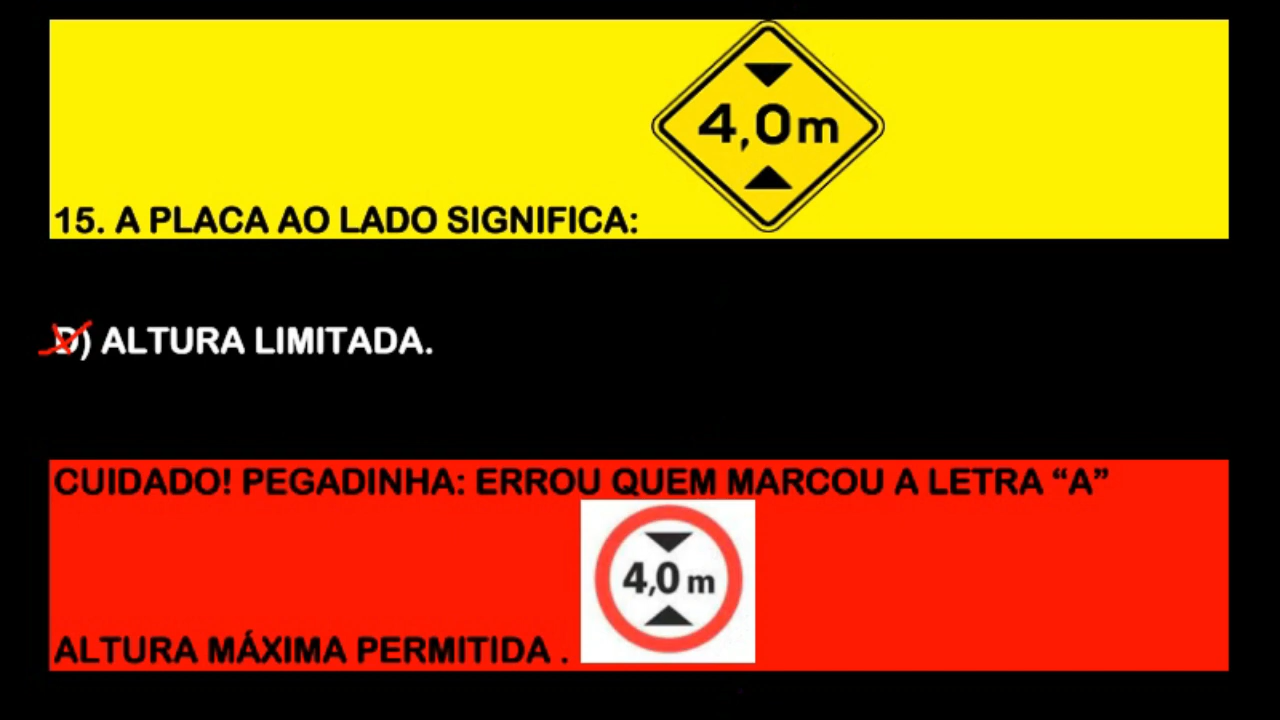 4,0m
15. A PLACA AO LADO SIGNIFICA:
D) ALTURA LIMITADA.
CUIDADO! PEGADINHA: ERROU QUEM MARCOU A LETRA “A”
4,0 m
ALTURA MÁXIMA PERMITIDA .